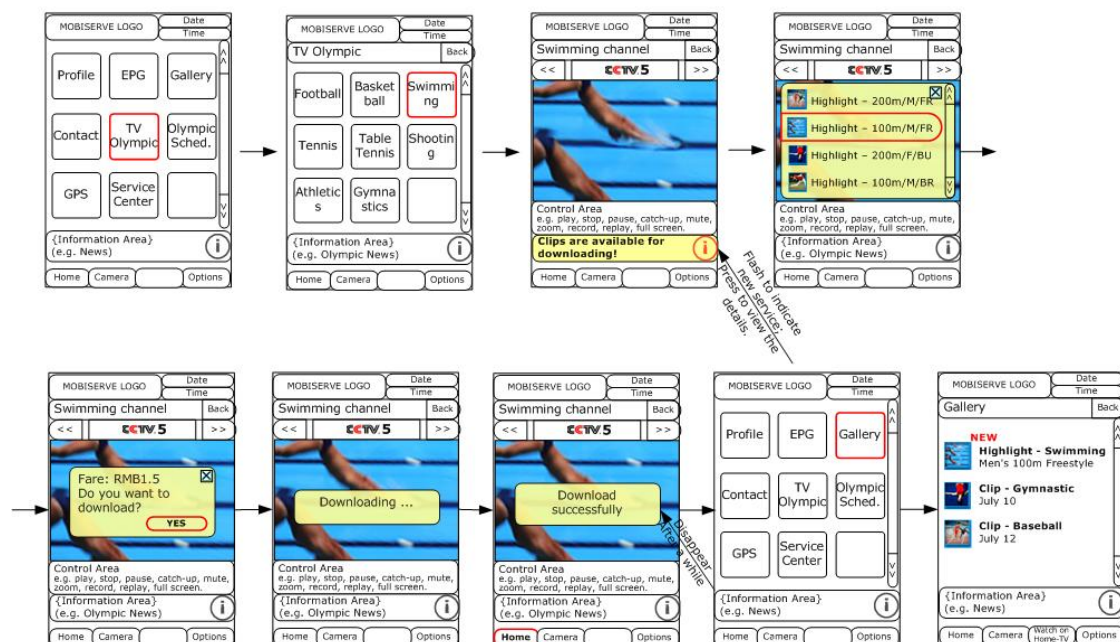 MOBISERVE LOGO
Date
Time
Profile
EPG
Gallery
Contact
TV
Olympic
Olympic
Sched.
GPS
Service
Center
{Information Area}
(e.g. News)
i
Home
Camera
Options
MOBISERVE LOGO
Date
Time
TV Olympic
Back
Football
Basket
ball
Swimmi
ng
Tennis
Table
Tennis
Shootin
g
Athletic
s
Gymna
stics
{Information Area}
(e.g. Olympic News)
i
Home
Camera
Options
MOBISERVE LOGO
Date
Time
Swimming channel
Back
<<
CCTV.5
>>
Control Area
e.g. play, stop, pause, catch-up, mute,
zoom, record, replay, full screen.
Clips are available for
downloading!
i
Home
Camera
Options
Flash to indicate
new service;
Press to view the
details.
MOBISERVE LOGO
Date
Time
Swimming channel
Back
<<
CCTV.5
>>
Highlight – 200m/M/FR
Highlight – 100m/M/FR
Highlight – 200m/F/BU
Highlight – 100m/M/BR
Control Area
e.g. play, stop, pause, catch-up, mute,
zoom, record, replay, full screen.
{Information Area}
(e.g. Olympic News)
i
Home
Camera
Options
MOBISERVE LOGO
Date
Time
Swimming channel
Back
<<
CCTV.5
>>
Fare: RMB1.5
Do you want to
download?
YES
Control Area
e.g. play, stop, pause, catch-up, mute,
zoom, record, replay, full screen.
{Information Area}
(e.g. Olympic News)
i
Home
Camera
Options
MOBISERVE LOGO
Date
Time
Swimming channel
Back
<<
CCTV.5
>>
Downloading ...
Control Area
e.g. play, stop, pause, catch-up, mute,
zoom, record, replay, full screen.
{Information Area}
(e.g. Olympic News)
i
Home
Camera
Options
MOBISERVE LOGO
Date
Time
Swimming channel
Back
<<
CCTV.5
>>
Download
successfully
Disappear
After a while
Control Area
e.g. play, stop, pause, catch-up, mute,
zoom, record, replay, full screen.
{Information Area}
(e.g. Olympic News)
i
Home
Camera
Options
MOBISERVE LOGO
Date
Time
Profile
EPG
Gallery
Contact
TV
Olympic
Olympic
Sched.
GPS
Service
Center
{Information Area}
(e.g. News)
i
Home
Camera
Options
MOBISERVE LOGO
Date
Time
Gallery
Back
NEW
Highlight - Swimming
Men's 100m Freestyle
Clip - Gymnastic
July 10
Clip - Baseball
July 12
{Information Area}
(e.g. News)
i
Home
Camera
Watch on
Home-TV
Options